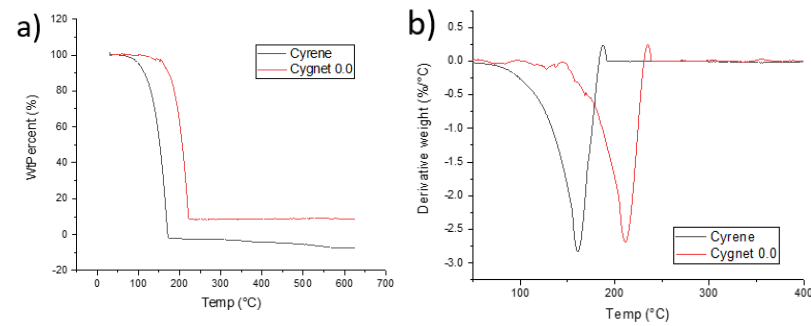 a)
Cyrene
Cygnet 0.0
WtPercent (%)
120
100
80
60
40
20
0
-20
0
100
200
300
400
500
600
700
Temp (°C)
b)
Cyrene
Cygnet 0.0
Derivative weight (%/°C)
0.5
0.0
-0.5
-1.0
-1.5
-2.0
-2.5
-3.0
100
200
300
400
Temp (°C)